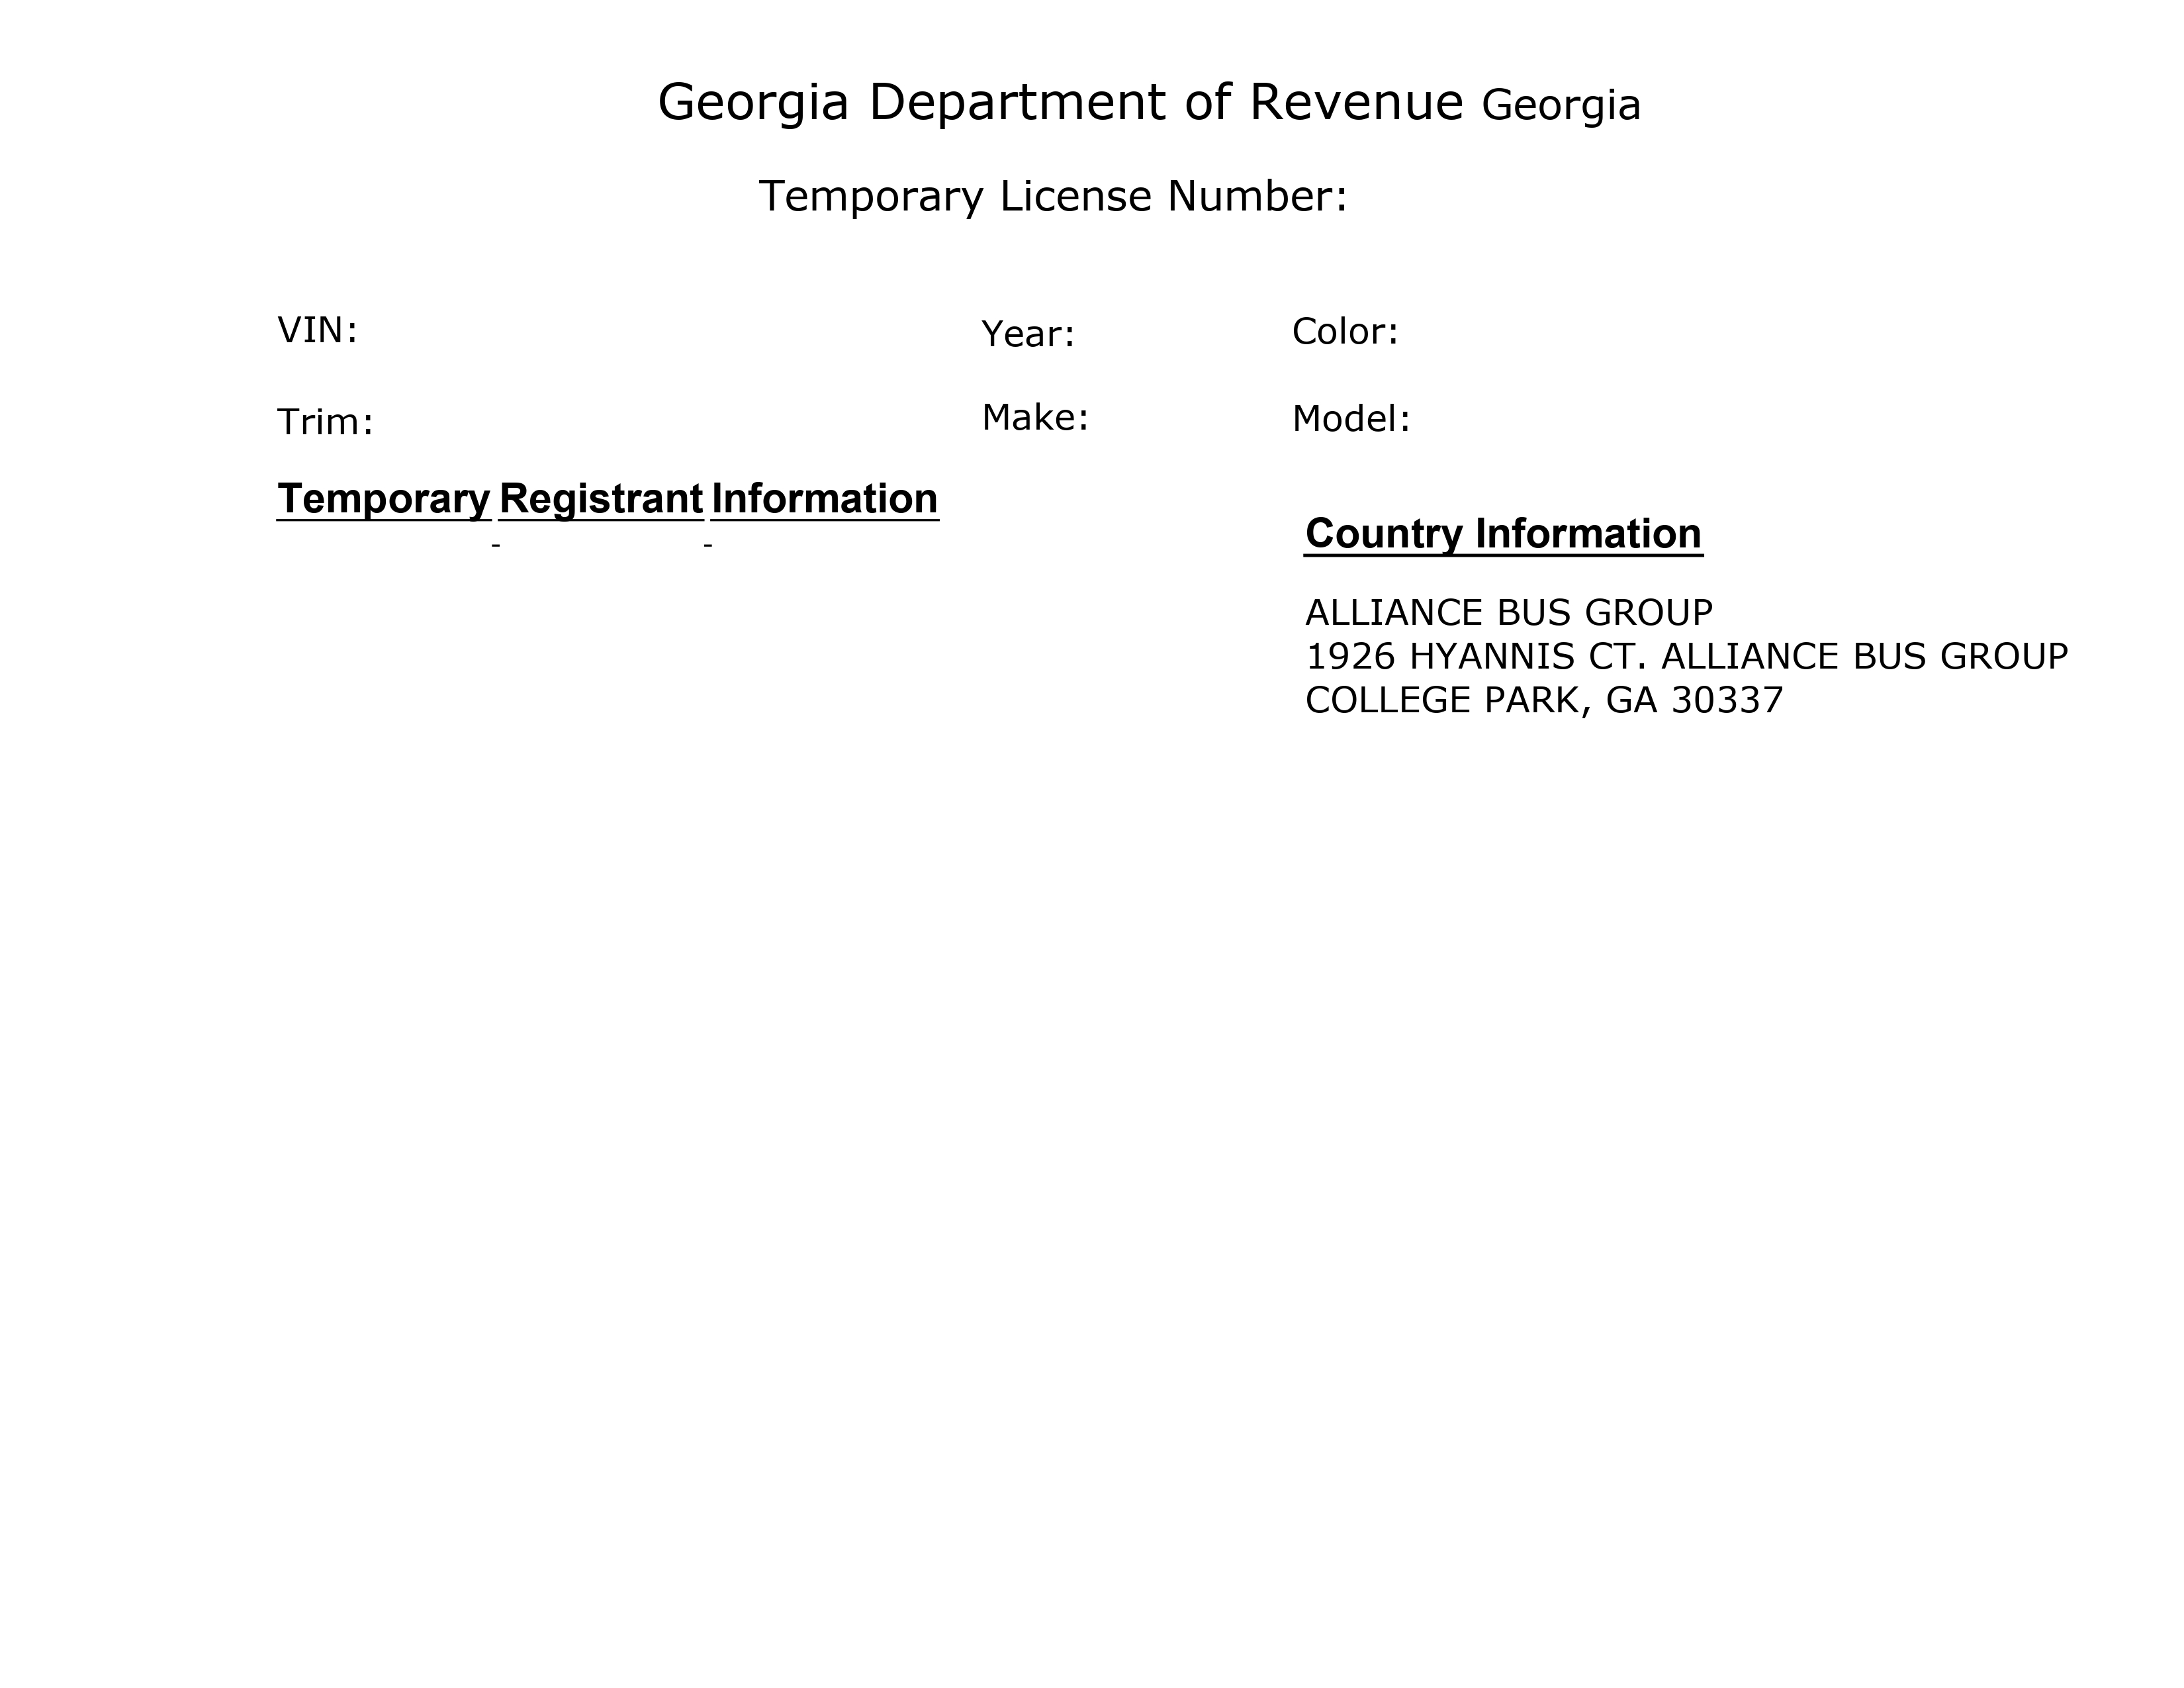 Georgia Department of Revenue Georgia
Temporary License Number:
VIN: Year: Color:
Trim: Make: Model:
Temporary Registrant Information
Country Information
ALLIANCE BUS GROUP
1926 HYANNIS CT. ALLIANCE BUS GROUP
COLLEGE PARK, GA 30337